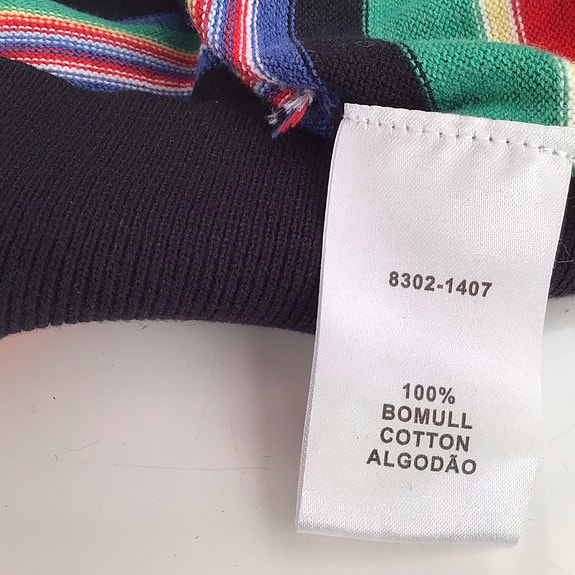 8302-1407
100%
BOMULL
COTTON
ALGODÃO